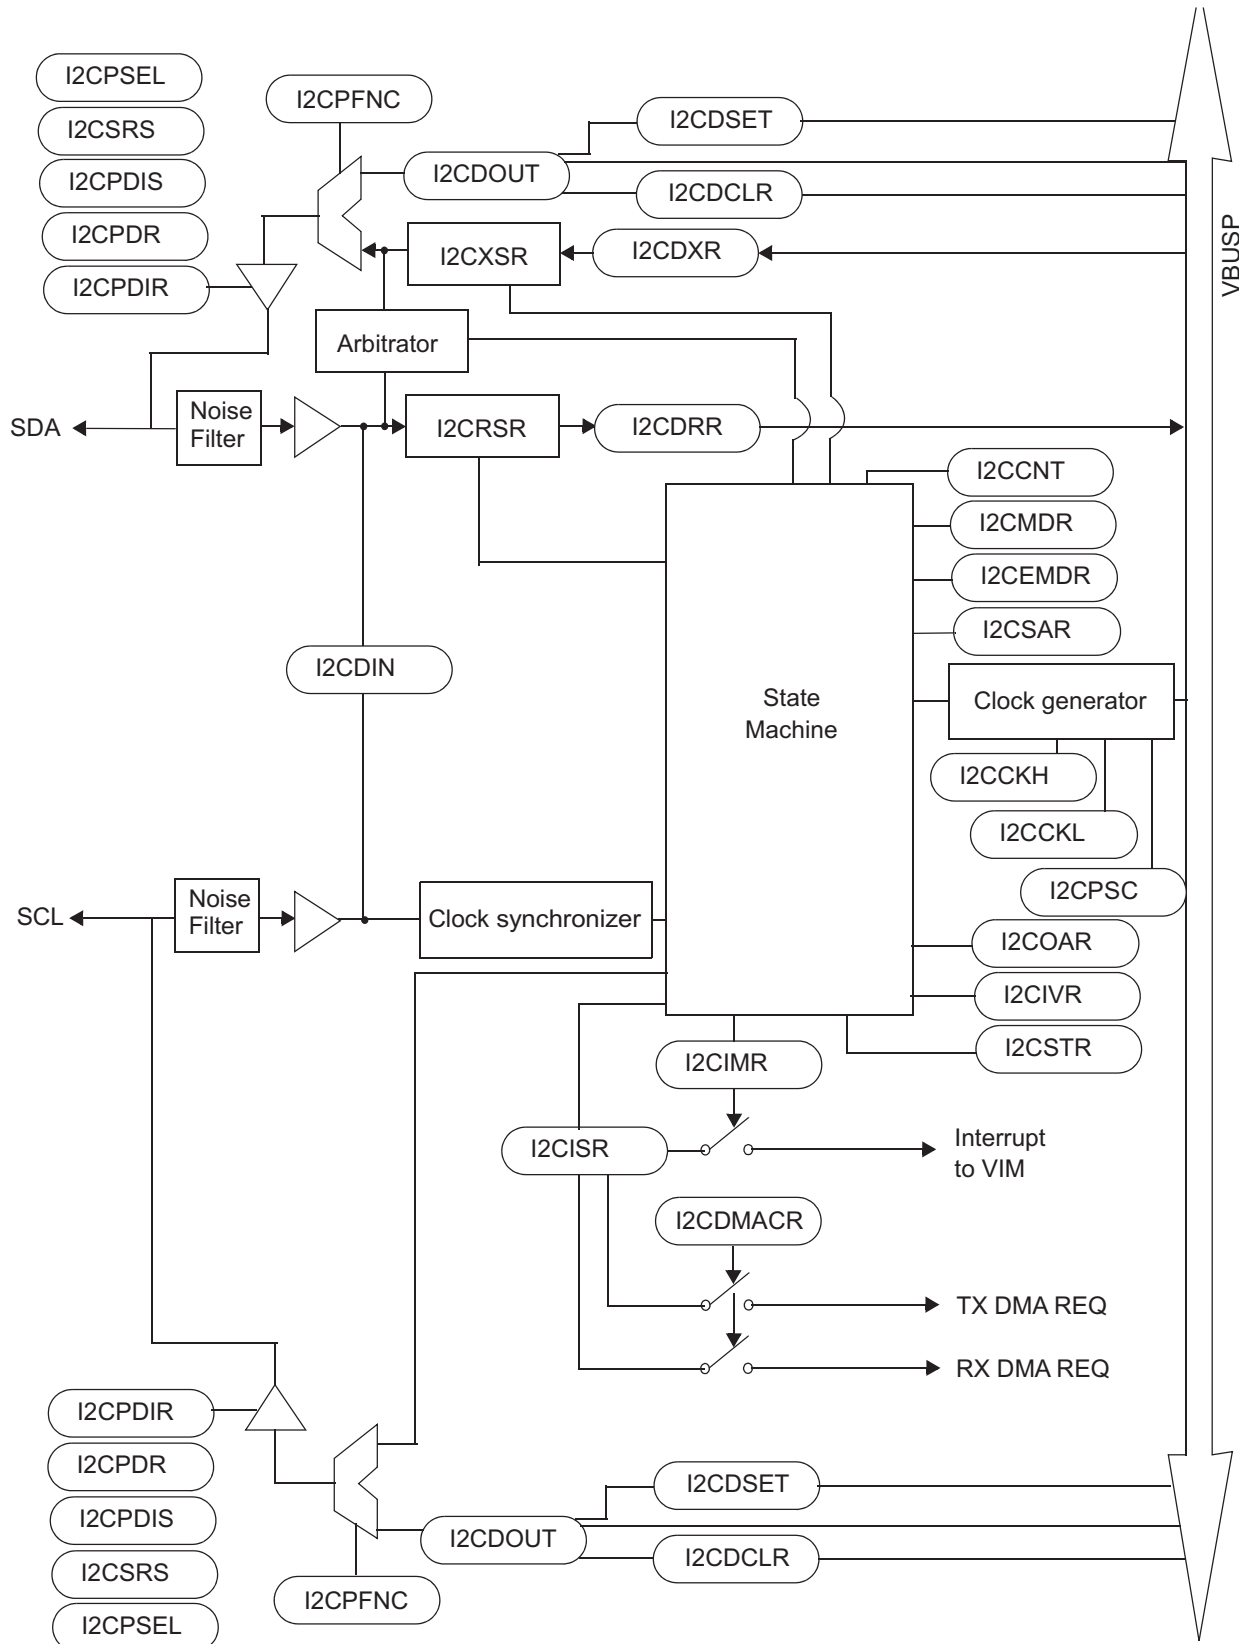 I2CPSEL
I2CSRS
I2CPDIS
I2CPDR
I2CPDIR
I2CPFNC
I2CDOUT
I2CDSET
I2CDCLR
I2CXSR
I2CDXR
VBUSP
Arbitrator
SDA
Noise
Filter
I2CRSR
I2CDRR
I2CCNT
I2CMDR
I2CEMDR
I2CSAR
I2CDIN
State
Machine
Clock generator
I2CCKH
I2CCKL
I2CPSC
SCL
Noise
Filter
Clock synchronizer
I2COAR
I2CIVR
I2CSTR
I2CIMR
I2CISR
Interrupt
to VIM
I2CDMACR
TX DMA REQ
RX DMA REQ
I2CPDIR
I2CPDR
I2CPDIS
I2CSRS
I2CPSEL
I2CDSET
I2CDOUT
I2CDCLR
I2CPFNC